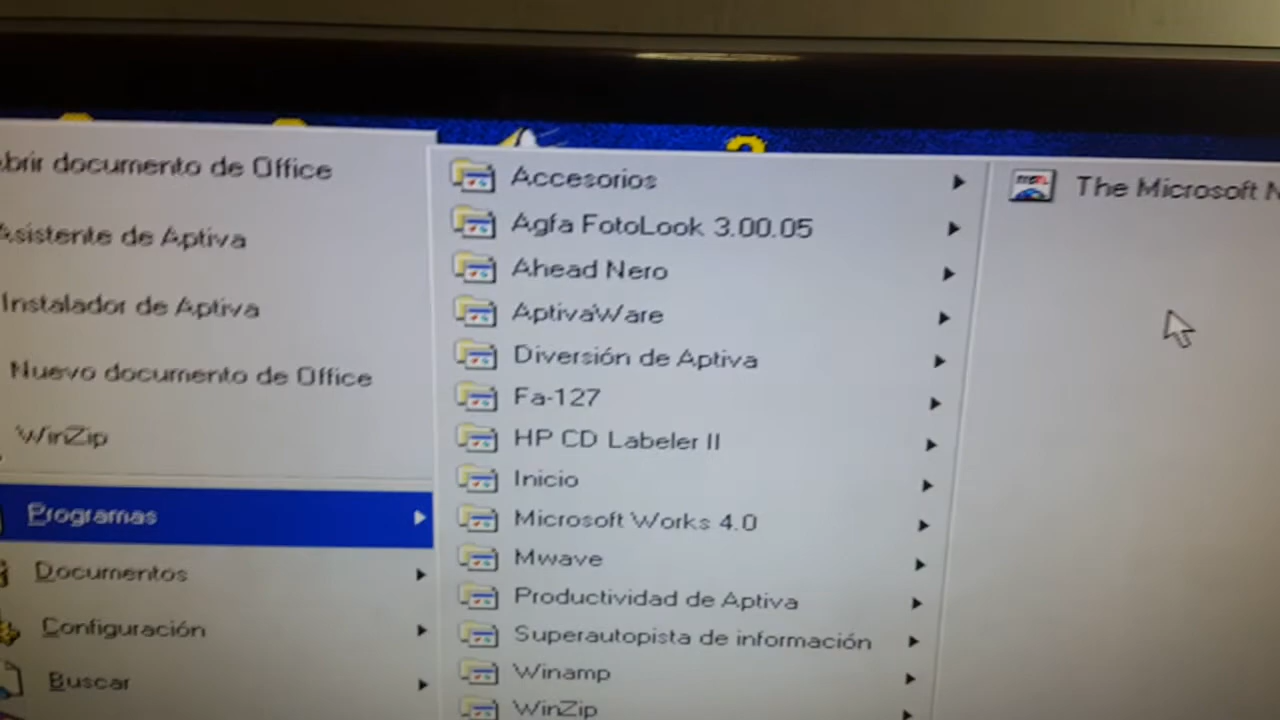 brir documento de Office
Asistente de Aptiva
Instalador de Aptiva
Nuevo documento de Office
WinZip
Programas
Documentos
Configuración
Buscar
Accesorios
Agfa FotoLook 3.00.05
Ahead Nero
AptivaWare
Diversión de Aptiva
Fa-127
HP CD Labeler II
Inicio
Microsoft Works 4.0
Mwave
Productividad de Aptiva
Superautopista de información
Winamp
WinZip
The Microsoft N